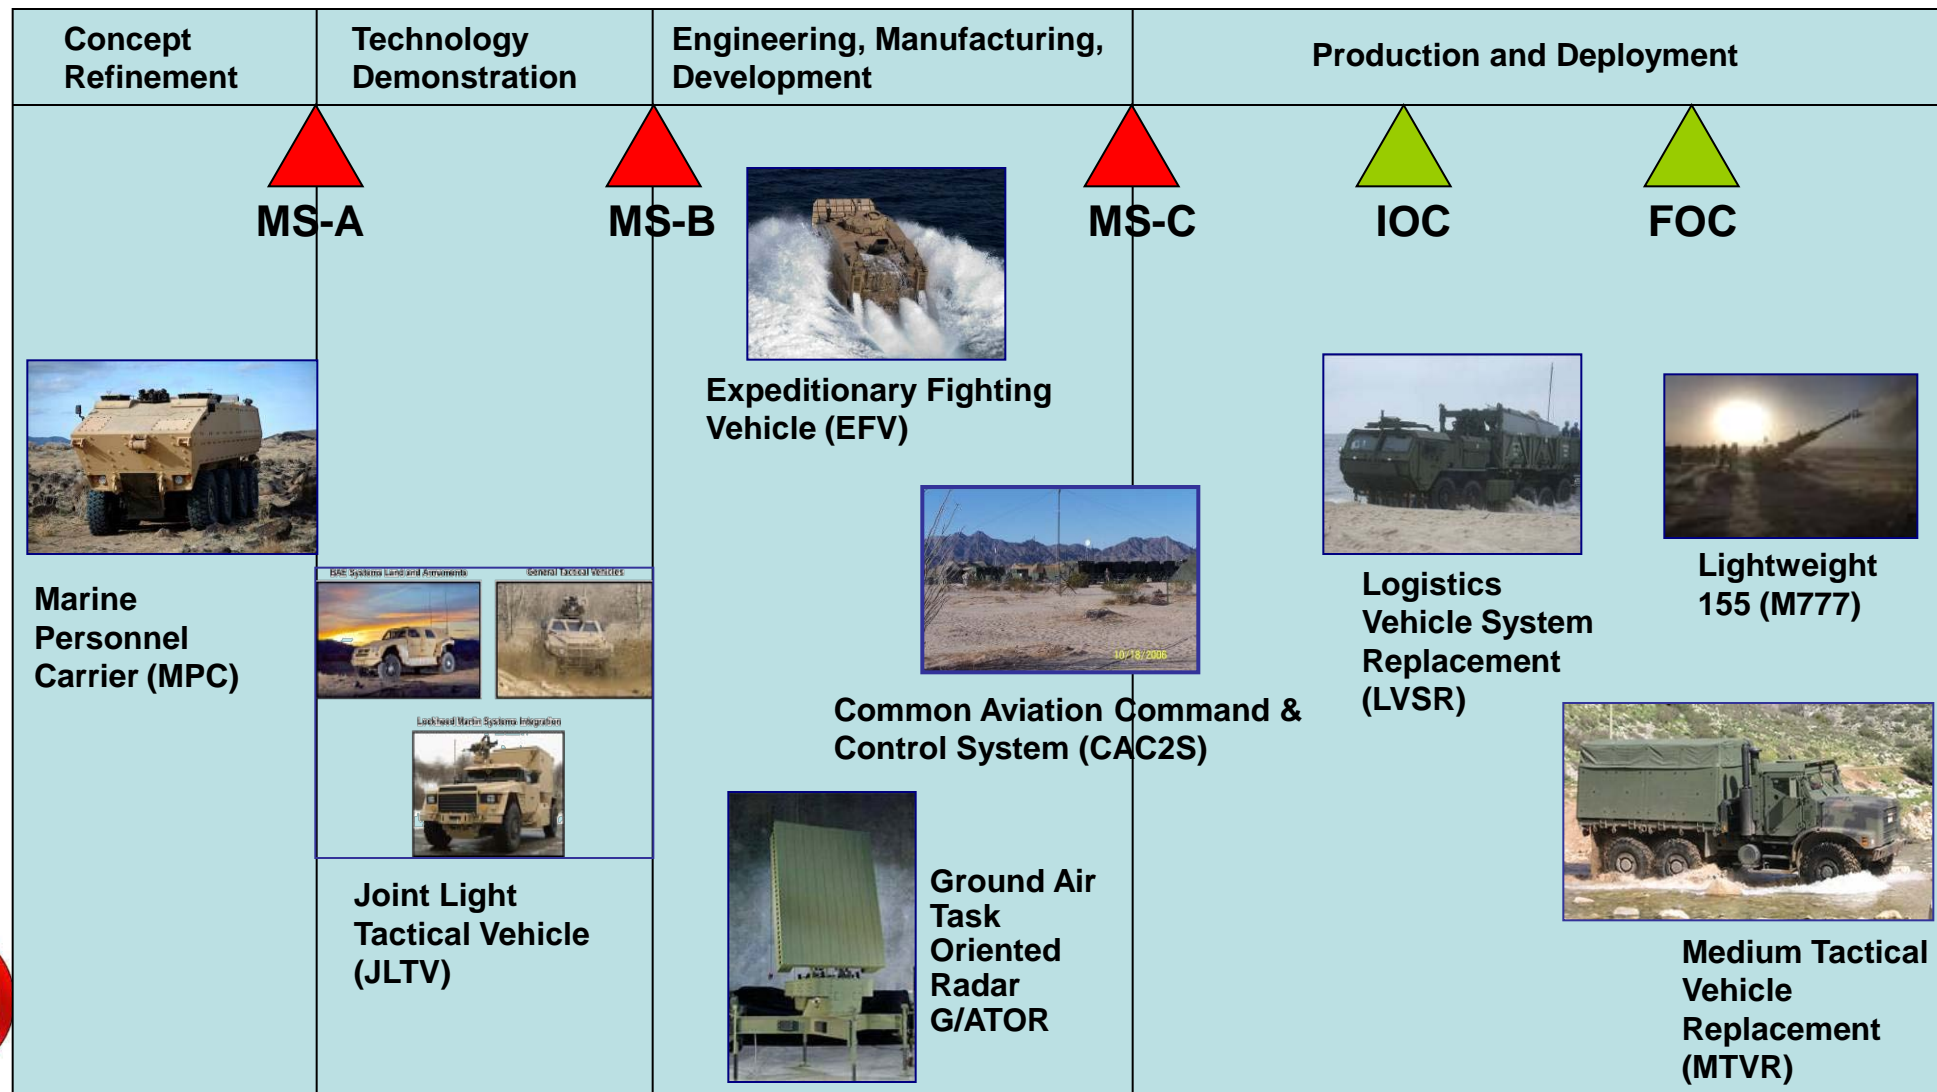 Concept
Refinement
Technology
Demonstration
Engineering, Manufacturing,
Development
Production and Deployment
MS-A
MS-B
MS-C
IOC
FOC
Marine
Personnel
Carrier (MPC)
BAE Systems Land and Armaments
General Tactical Vehicles
Lockheed Martin Systems Integration
Joint Light
Tactical Vehicle
(JLTV)
Expeditionary Fighting
Vehicle (EFV)
10/18/2006
Common Aviation Command &
Control System (CAC2S)
Ground Air
Task
Oriented
Radar
G/ATOR
Logistics
Vehicle System
Replacement
(LVSR)
Lightweight
155 (M777)
Medium Tactical
Vehicle
Replacement
(MTVR)